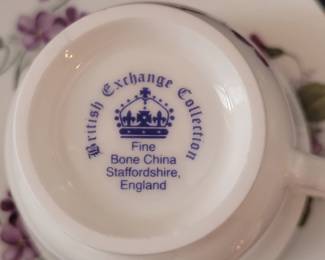 British Exchange Collection
Fine
Bone China
Staffordshire,
England